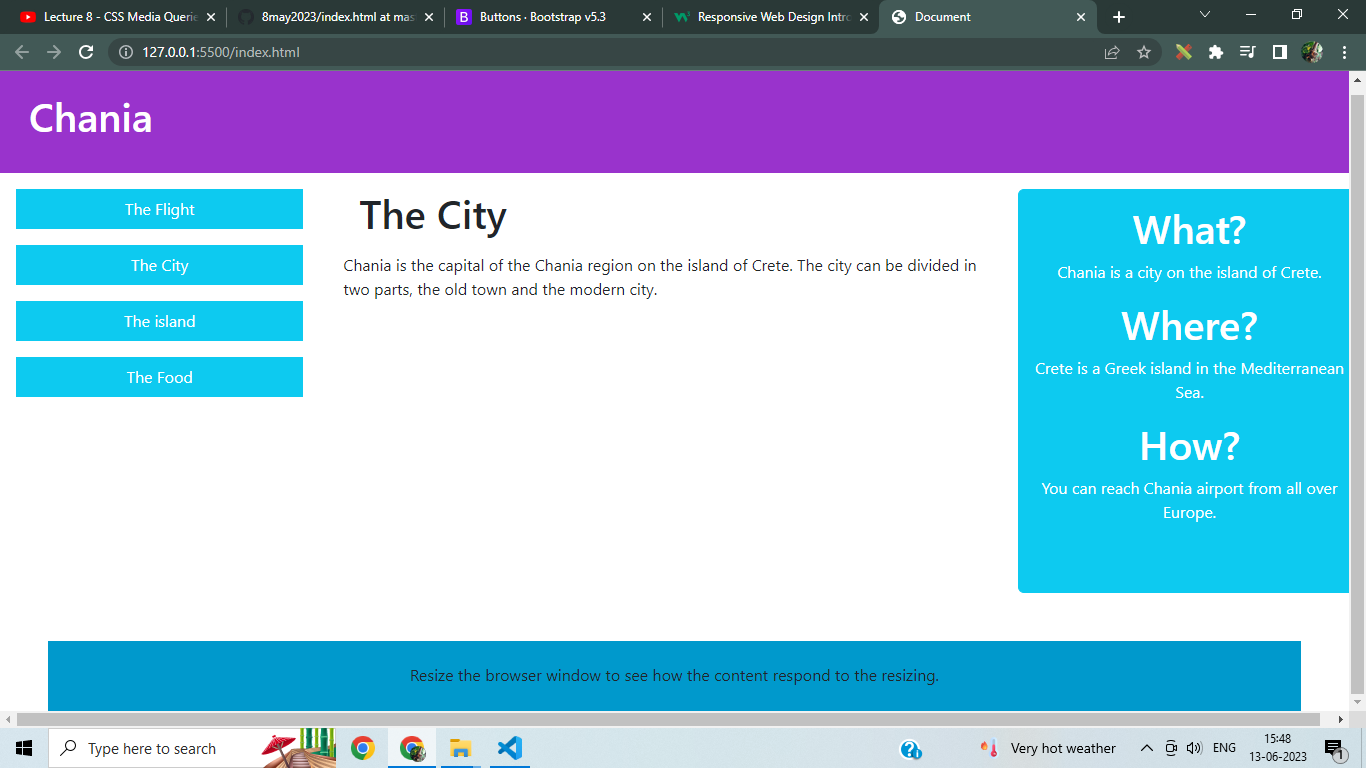 Lecture 8 - CSS Media Querie
8may2023/index.html at mas
Buttons · Bootstrap v5.3
Responsive Web Design Intro
Document
127.0.0.1:5500/index.html
Chania
The Flight
The City
The island
The Food
The City
Chania is the capital of the Chania region on the island of Crete. The city can be divided in
two parts, the old town and the modern city.
What?
Chania is a city on the island of Crete.
Where?
Crete is a Greek island in the Mediterranean
Sea.
How?
You can reach Chania airport from all over
Europe.
Resize the browser window to see how the content respond to the resizing.
Type here to search
Very hot weather
ENG
15:48
13-06-2023
1